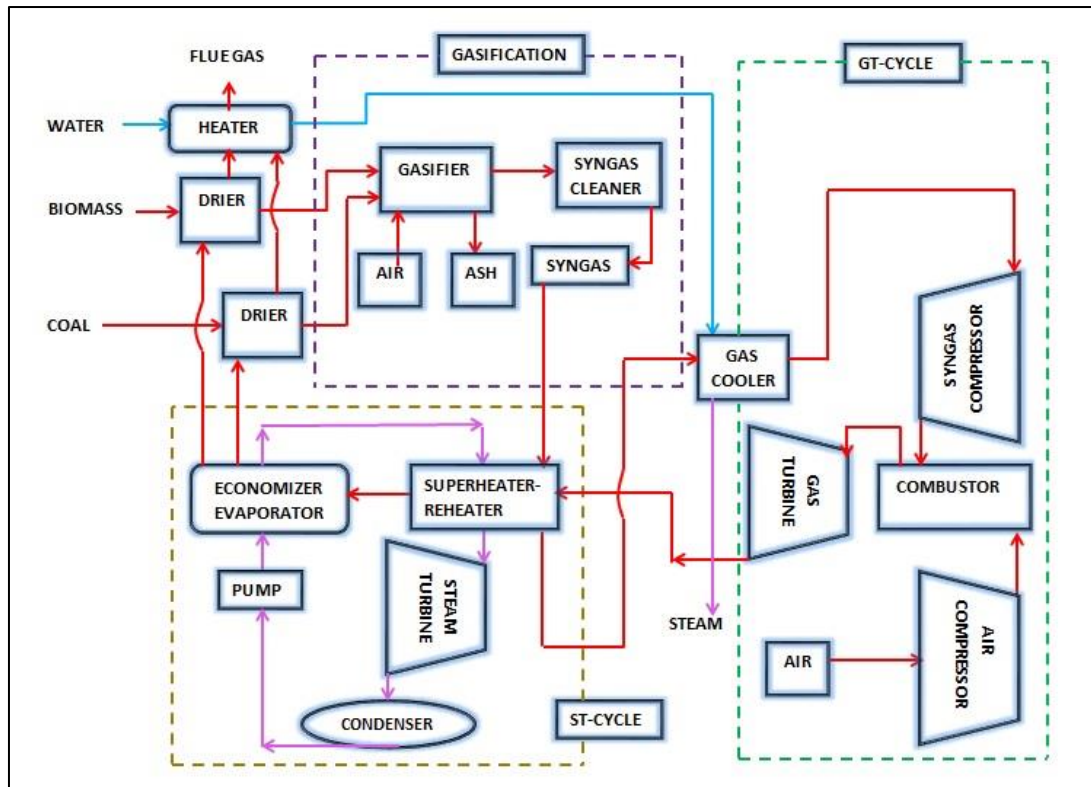 FLUE GAS
GASIFICATION
GT-CYCLE
WATER
HEATER
BIOMASS
DRIER
GASIFIER
SYNGAS
CLEANER
AIR
ASH
SYNGAS
COAL
DRIER
GAS
COOLER
SYNGAS
COMPRESSOR
ECONOMIZER
EVAPORATOR
SUPERHEATER-
REHEATER
GAS
TURBINE
COMBUSTOR
PUMP
STEAM
TURBINE
STEAM
AIR
AIR
COMPRESSOR
CONDENSER
ST-CYCLE